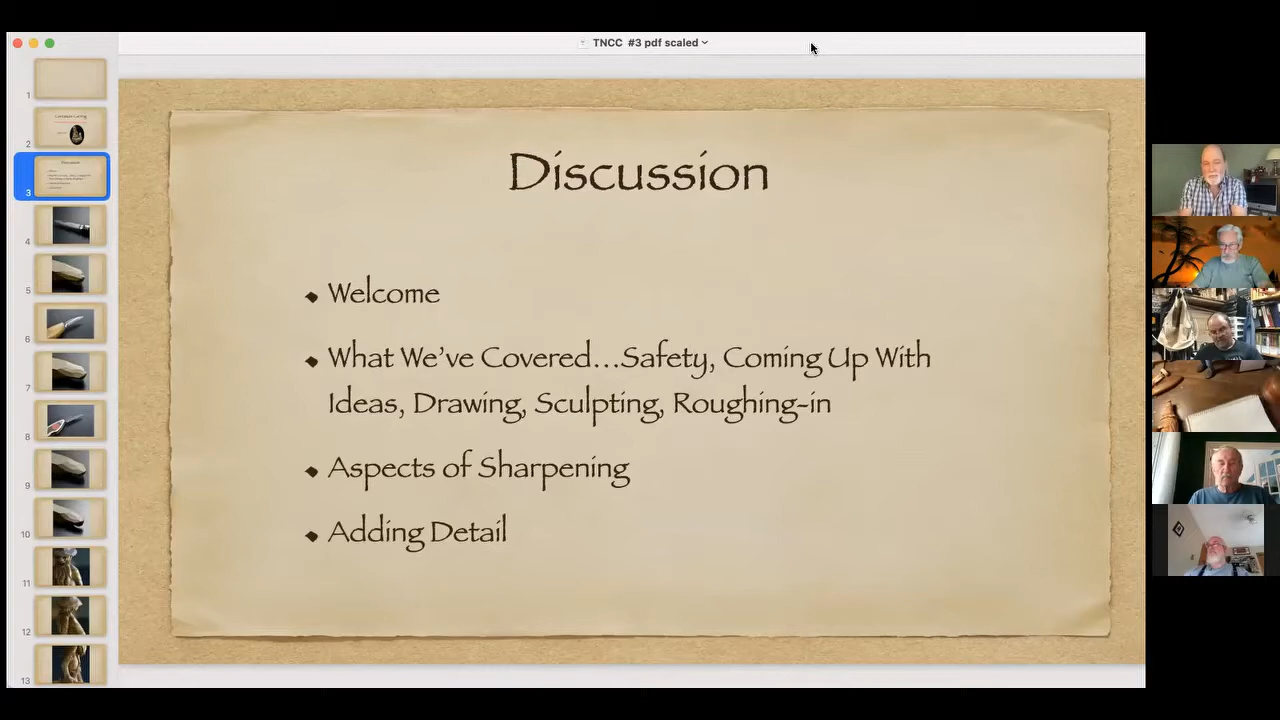 TNCC #3 pdf scaled
1
2
3
4
5
6
7
8
9
10
11
12
13
Discussion
Welcome
What We've Covered...Safety, Coming Up With
Ideas, Drawing, Sculpting, Roughing-in
Aspects of Sharpening
Adding Detail